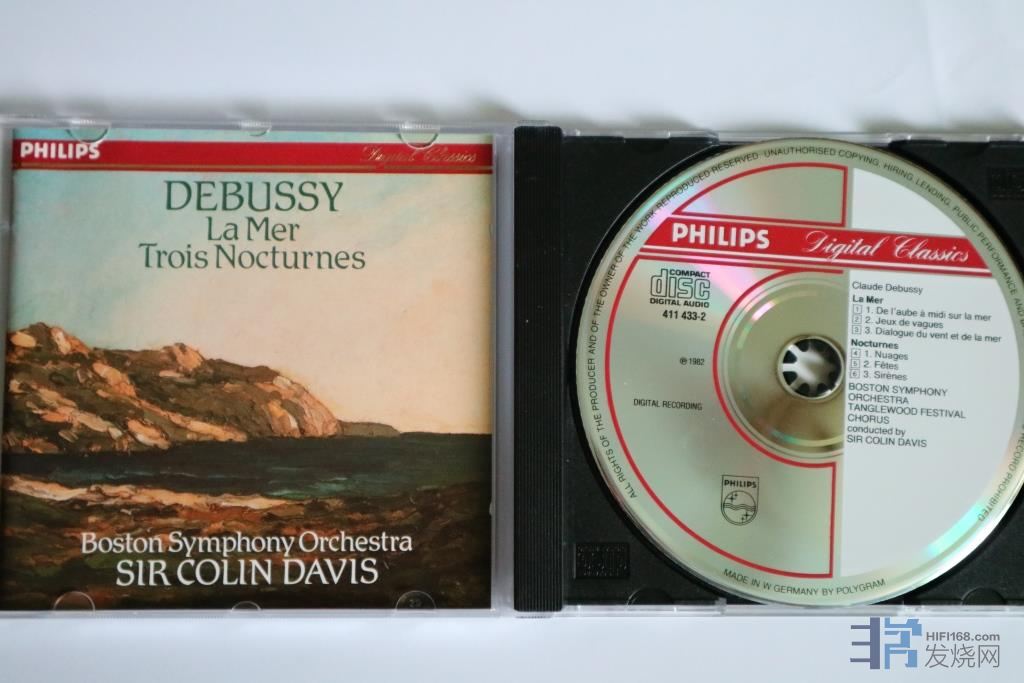 PHILIPS
Digital Classics
DEBUSSY
La Mer
Trois Nocturnes
Boston Symphony Orchestra
SIR COLIN DAVIS
ALL RIGHTS OF THE PRODUCER AND OF THE OWNER OF THE WORK REPRODUCED RESERVED. UNAUTHORISED COPYING, HIRING, LENDING, PUBLIC PERFORMANCE AND
RECORD PROHIBITED
PHILIPS
Digital Classics
COMPACT
disc
DIGITAL AUDIO
411 433-2
℗ 1982
DIGITAL RECORDING
PHILIPS
Claude Debussy
La Mer
1 1. De l'aube à midi sur la mer
2 2. Jeux de vagues
3 3. Dialogue du vent et de la mer
Nocturnes
4 1. Nuages
5 2. Fêtes
6 3. Sirènes
BOSTON SYMPHONY
ORCHESTRA
TANGLEWOOD FESTIVAL
CHORUS
conducted by
SIR COLIN DAVIS
MADE IN W GERMANY BY POLYGRAM
HIFI168.com
发烧网